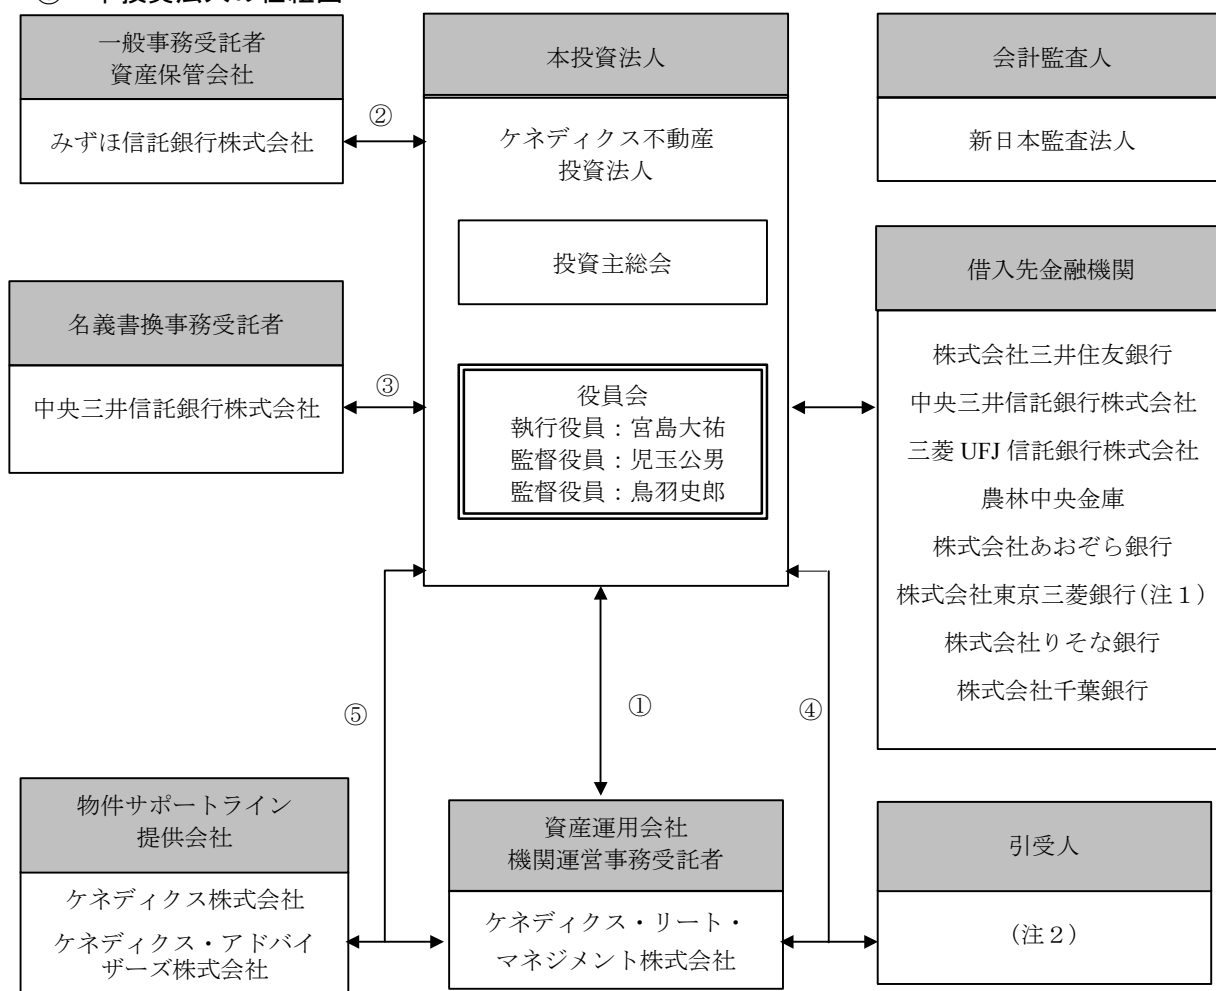 一般事務受託者
資産保管会社
みずほ信託銀行株式会社
②
本投資法人
ケネディクス不動産
投資法人
投資主総会
役員会
執行役員：宮島大祐
監督役員：児玉公男
監督役員：鳥羽史郎
会計監査人
新日本監査法人
名義書換事務受託者
中央三井信託銀行株式会社
③
借入先金融機関
株式会社三井住友銀行
中央三井信託銀行株式会社
三菱 UFJ 信託銀行株式会社
農林中央金庫
株式会社あおぞら銀行
株式会社東京三菱銀行（注１）
株式会社りそな銀行
株式会社千葉銀行
⑤
①
④
物件サポートライン
提供会社
ケネディクス株式会社
ケネディクス・アドバイ
ザーズ株式会社
資産運用会社
機関運営事務受託者
ケネディクス・リート・
マネジメント株式会社
引受人
（注２）